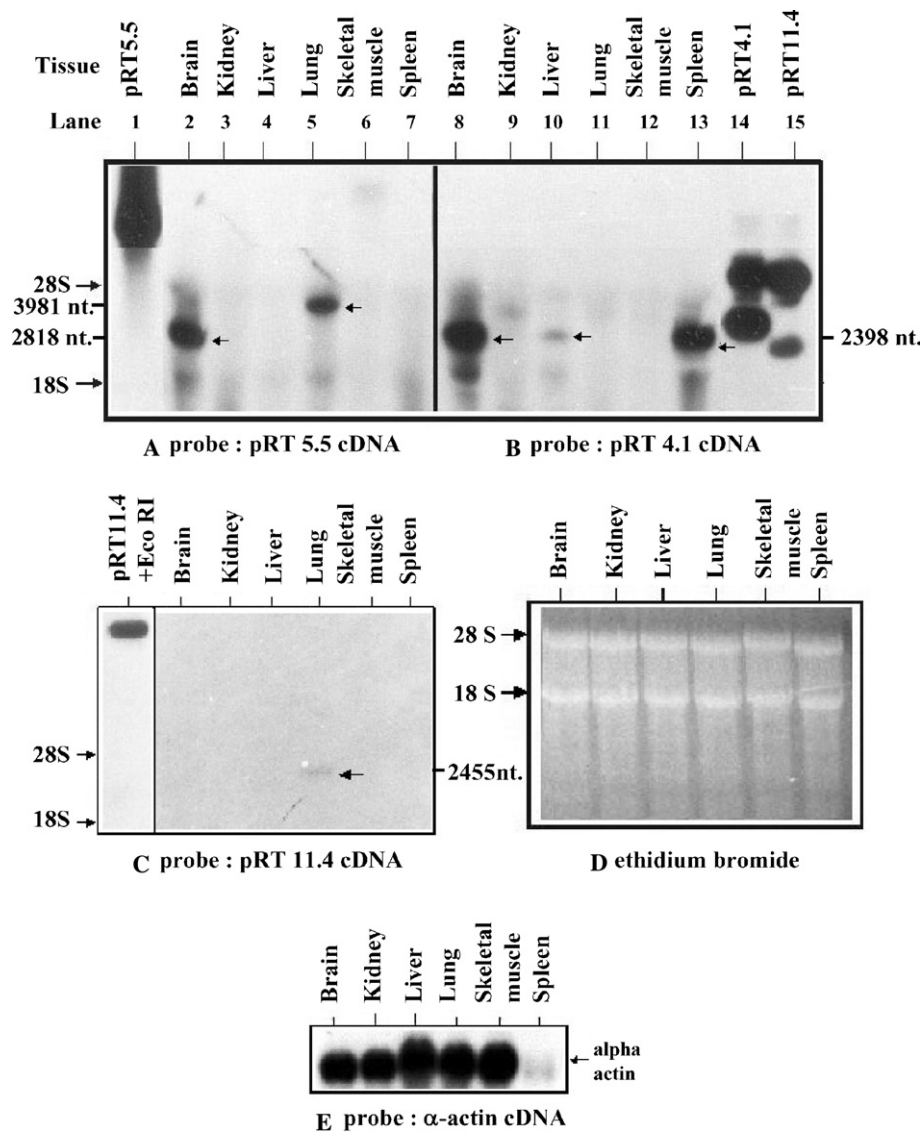 Tissue
pRT5.5
Brain
Kidney
Liver
Lung
Skeletal
muscle
Spleen
Brain
Kidney
Liver
Lung
Skeletal
muscle
Spleen
pRT4.1
pRT11.4
Lane 1 2 3 4 5 6 7 8 9 10 11 12 13 14 15
28S
3981 nt.
2818 nt.
18S
2398 nt.
A probe : pRT 5.5 cDNA
B probe : pRT 4.1 cDNA
pRT11.4
+Eco RI
Brain
Kidney
Liver
Lung
Skeletal
muscle
Spleen
28S
18S
2455nt.
C probe : pRT 11.4 cDNA
Brain
Kidney
Liver
Lung
Skeletal
muscle
Spleen
28 S
18 S
D ethidium bromide
Brain
Kidney
Liver
Lung
Skeletal
muscle
Spleen
alpha
actin
E probe : α-actin cDNA